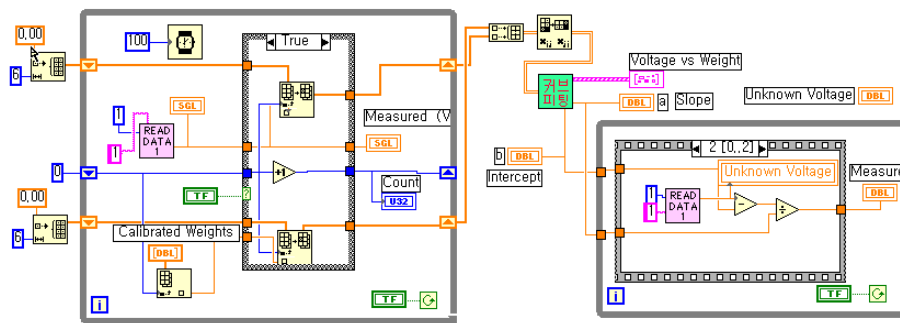 0,00
6
100
True
1
1
READ
DATA
1
SGL
Measured (V
SGL
0
+1
TF
?
Count
U32
0,00
6
Calibrated Weights
[DBL]
i
TF
Voltage vs Weight
커브
피팅
DBL
a
Slope
Unknown Voltage
DBL
b
DBL
Intercept
2 [0..2]
Unknown Voltage
Measure
DBL
1
1
READ
DATA
1
-
÷
i
TF